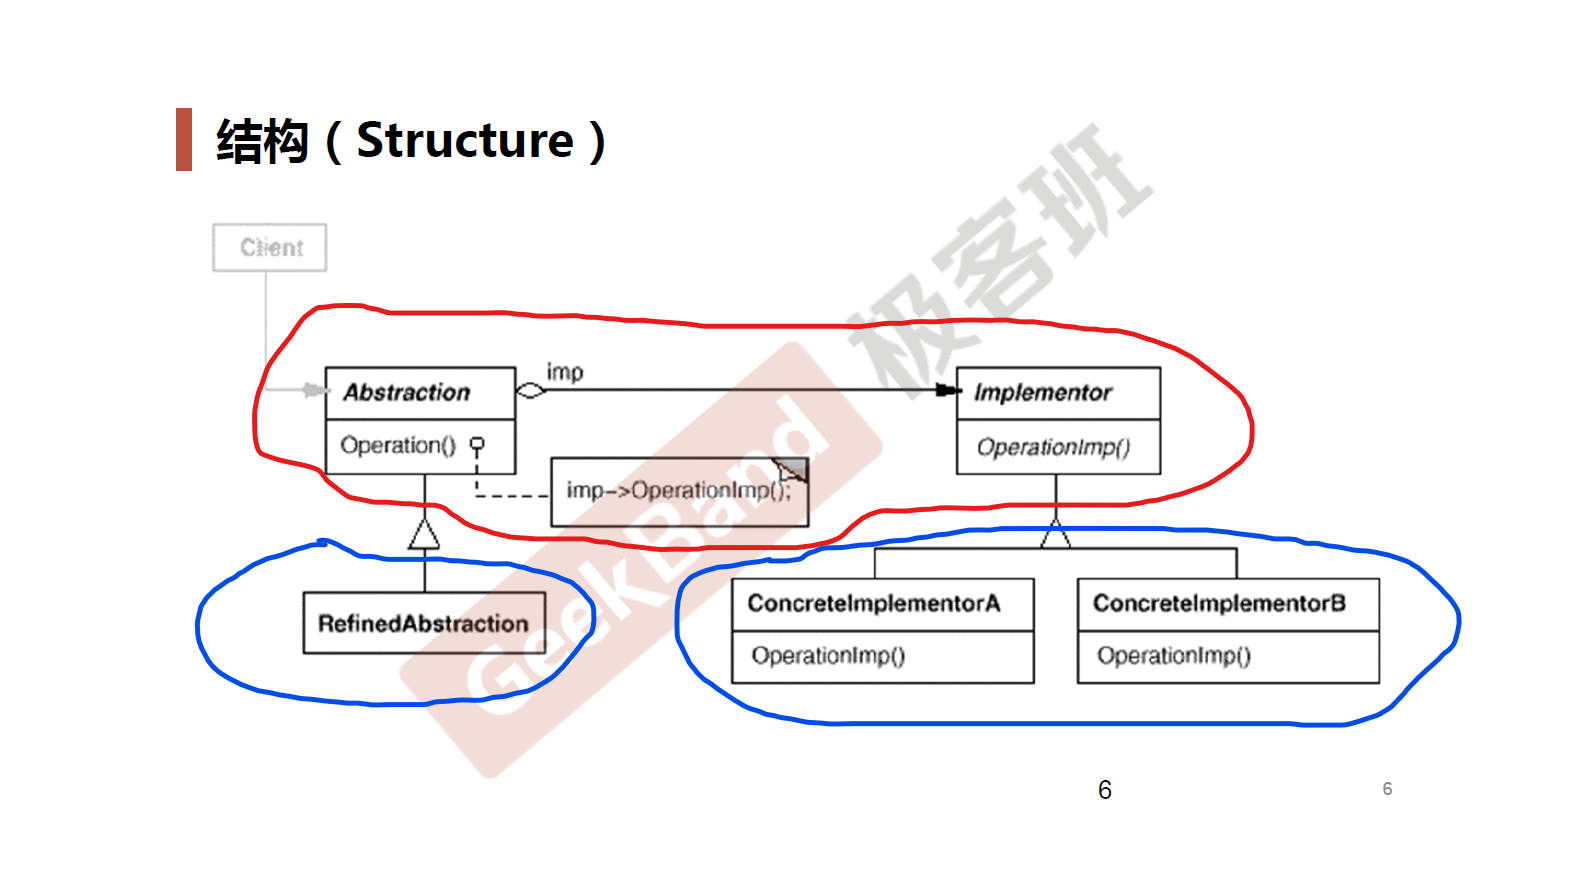 结构（Structure）
Client
imp
Abstraction
Implementor
Operation()
OperationImp()
imp->OperationImp();
RefinedAbstraction
ConcreteImplementorA
ConcreteImplementorB
OperationImp()
OperationImp()
GeekBand
极客班
6
6